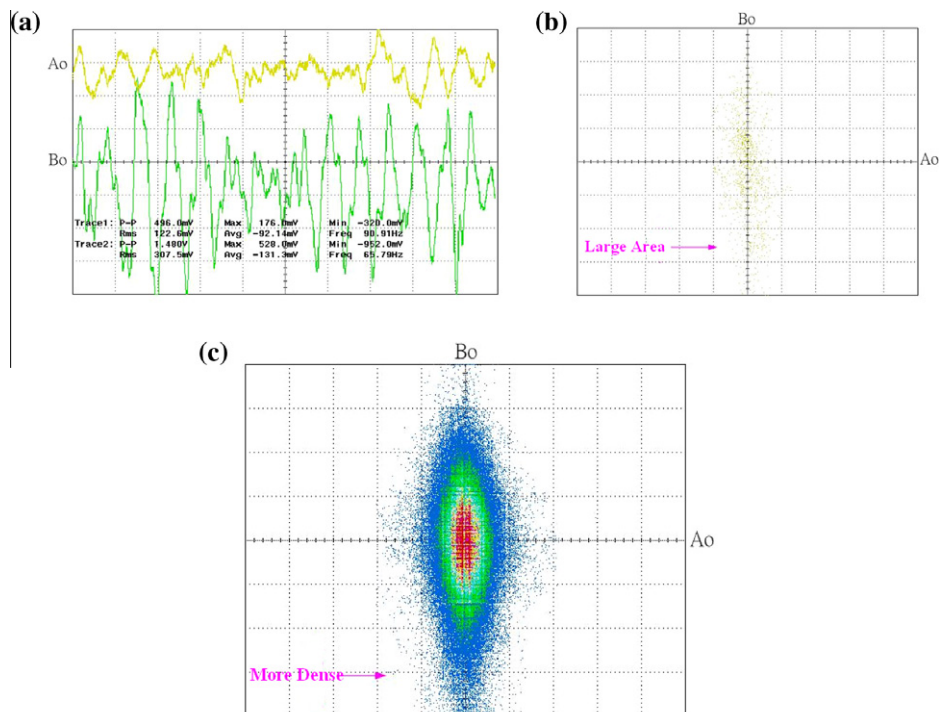 (a)
Ao
Bo
Trace1: P-P 496.0mV Max 176.0mV Min -320.0mV
Rms 122.6mV Avg -92.14mV Freq 90.91Hz
Trace2: P-P 1.480V Max 528.0mV Min -952.0mV
Rms 307.5mV Avg -131.3mV Freq 65.79Hz
(b)
Bo
Ao
Large Area
(c)
Bo
Ao
More Dense